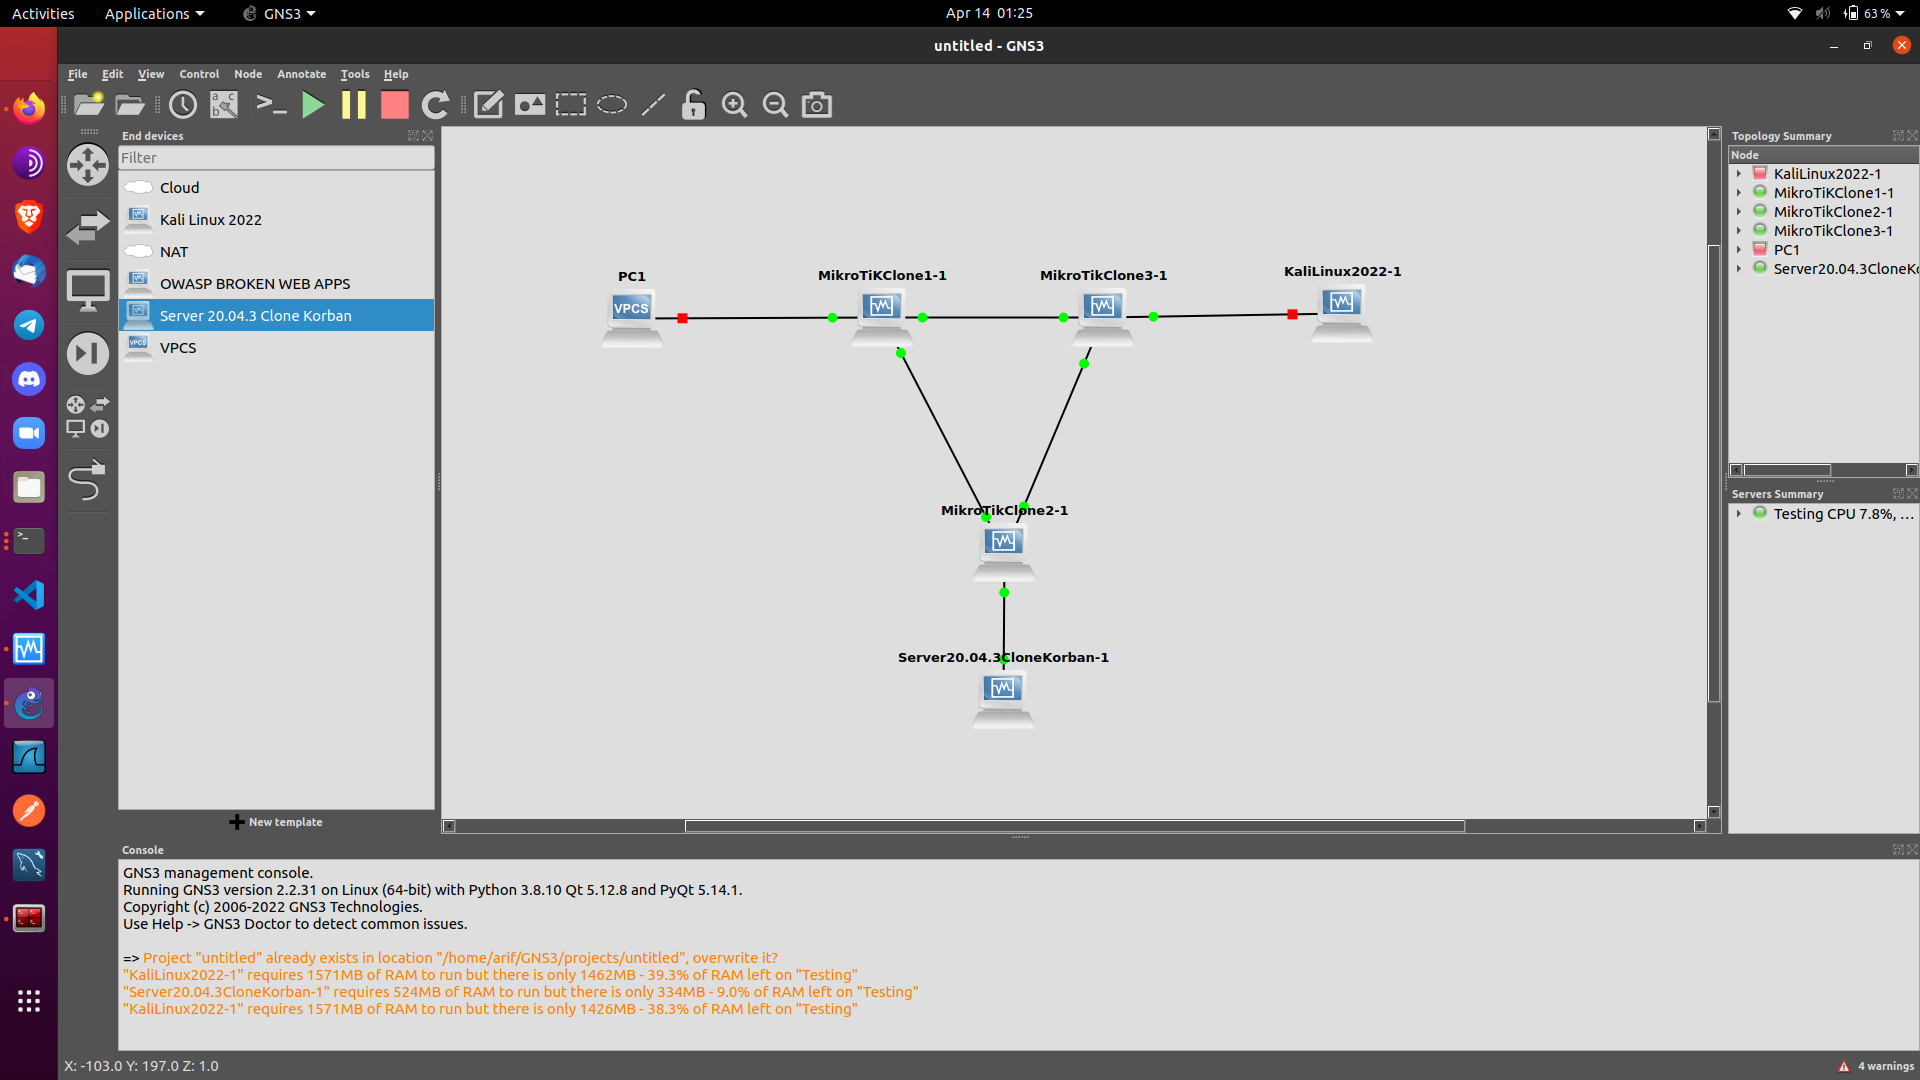 Activities Applications GNS3 Apr 14 01:25 63 %
untitled - GNS3
File Edit View Control Node Annotate Tools Help
End devices
Filter
Cloud
Kali Linux 2022
NAT
OWASP BROKEN WEB APPS
Server 20.04.3 Clone Korban
VPCS
New template
PC1
VPCS
MikroTiKClone1-1
MikroTikClone3-1
KaliLinux2022-1
MikroTikClone2-1
Server20.04.3CloneKorban-1
Topology Summary
Node
KaliLinux2022-1
MikroTiKClone1-1
MikroTikClone2-1
MikroTikClone3-1
PC1
Server20.04.3CloneKo
Servers Summary
Testing CPU 7.8%, ...
Console
GNS3 management console.
Running GNS3 version 2.2.31 on Linux (64-bit) with Python 3.8.10 Qt 5.12.8 and PyQt 5.14.1.
Copyright (c) 2006-2022 GNS3 Technologies.
Use Help -> GNS3 Doctor to detect common issues.
=> Project "untitled" already exists in location "/home/arif/GNS3/projects/untitled", overwrite it?
"KaliLinux2022-1" requires 1571MB of RAM to run but there is only 1462MB - 39.3% of RAM left on "Testing"
"Server20.04.3CloneKorban-1" requires 524MB of RAM to run but there is only 334MB - 9.0% of RAM left on "Testing"
"KaliLinux2022-1" requires 1571MB of RAM to run but there is only 1426MB - 38.3% of RAM left on "Testing"
X: -103.0 Y: 197.0 Z: 1.0
4 warnings